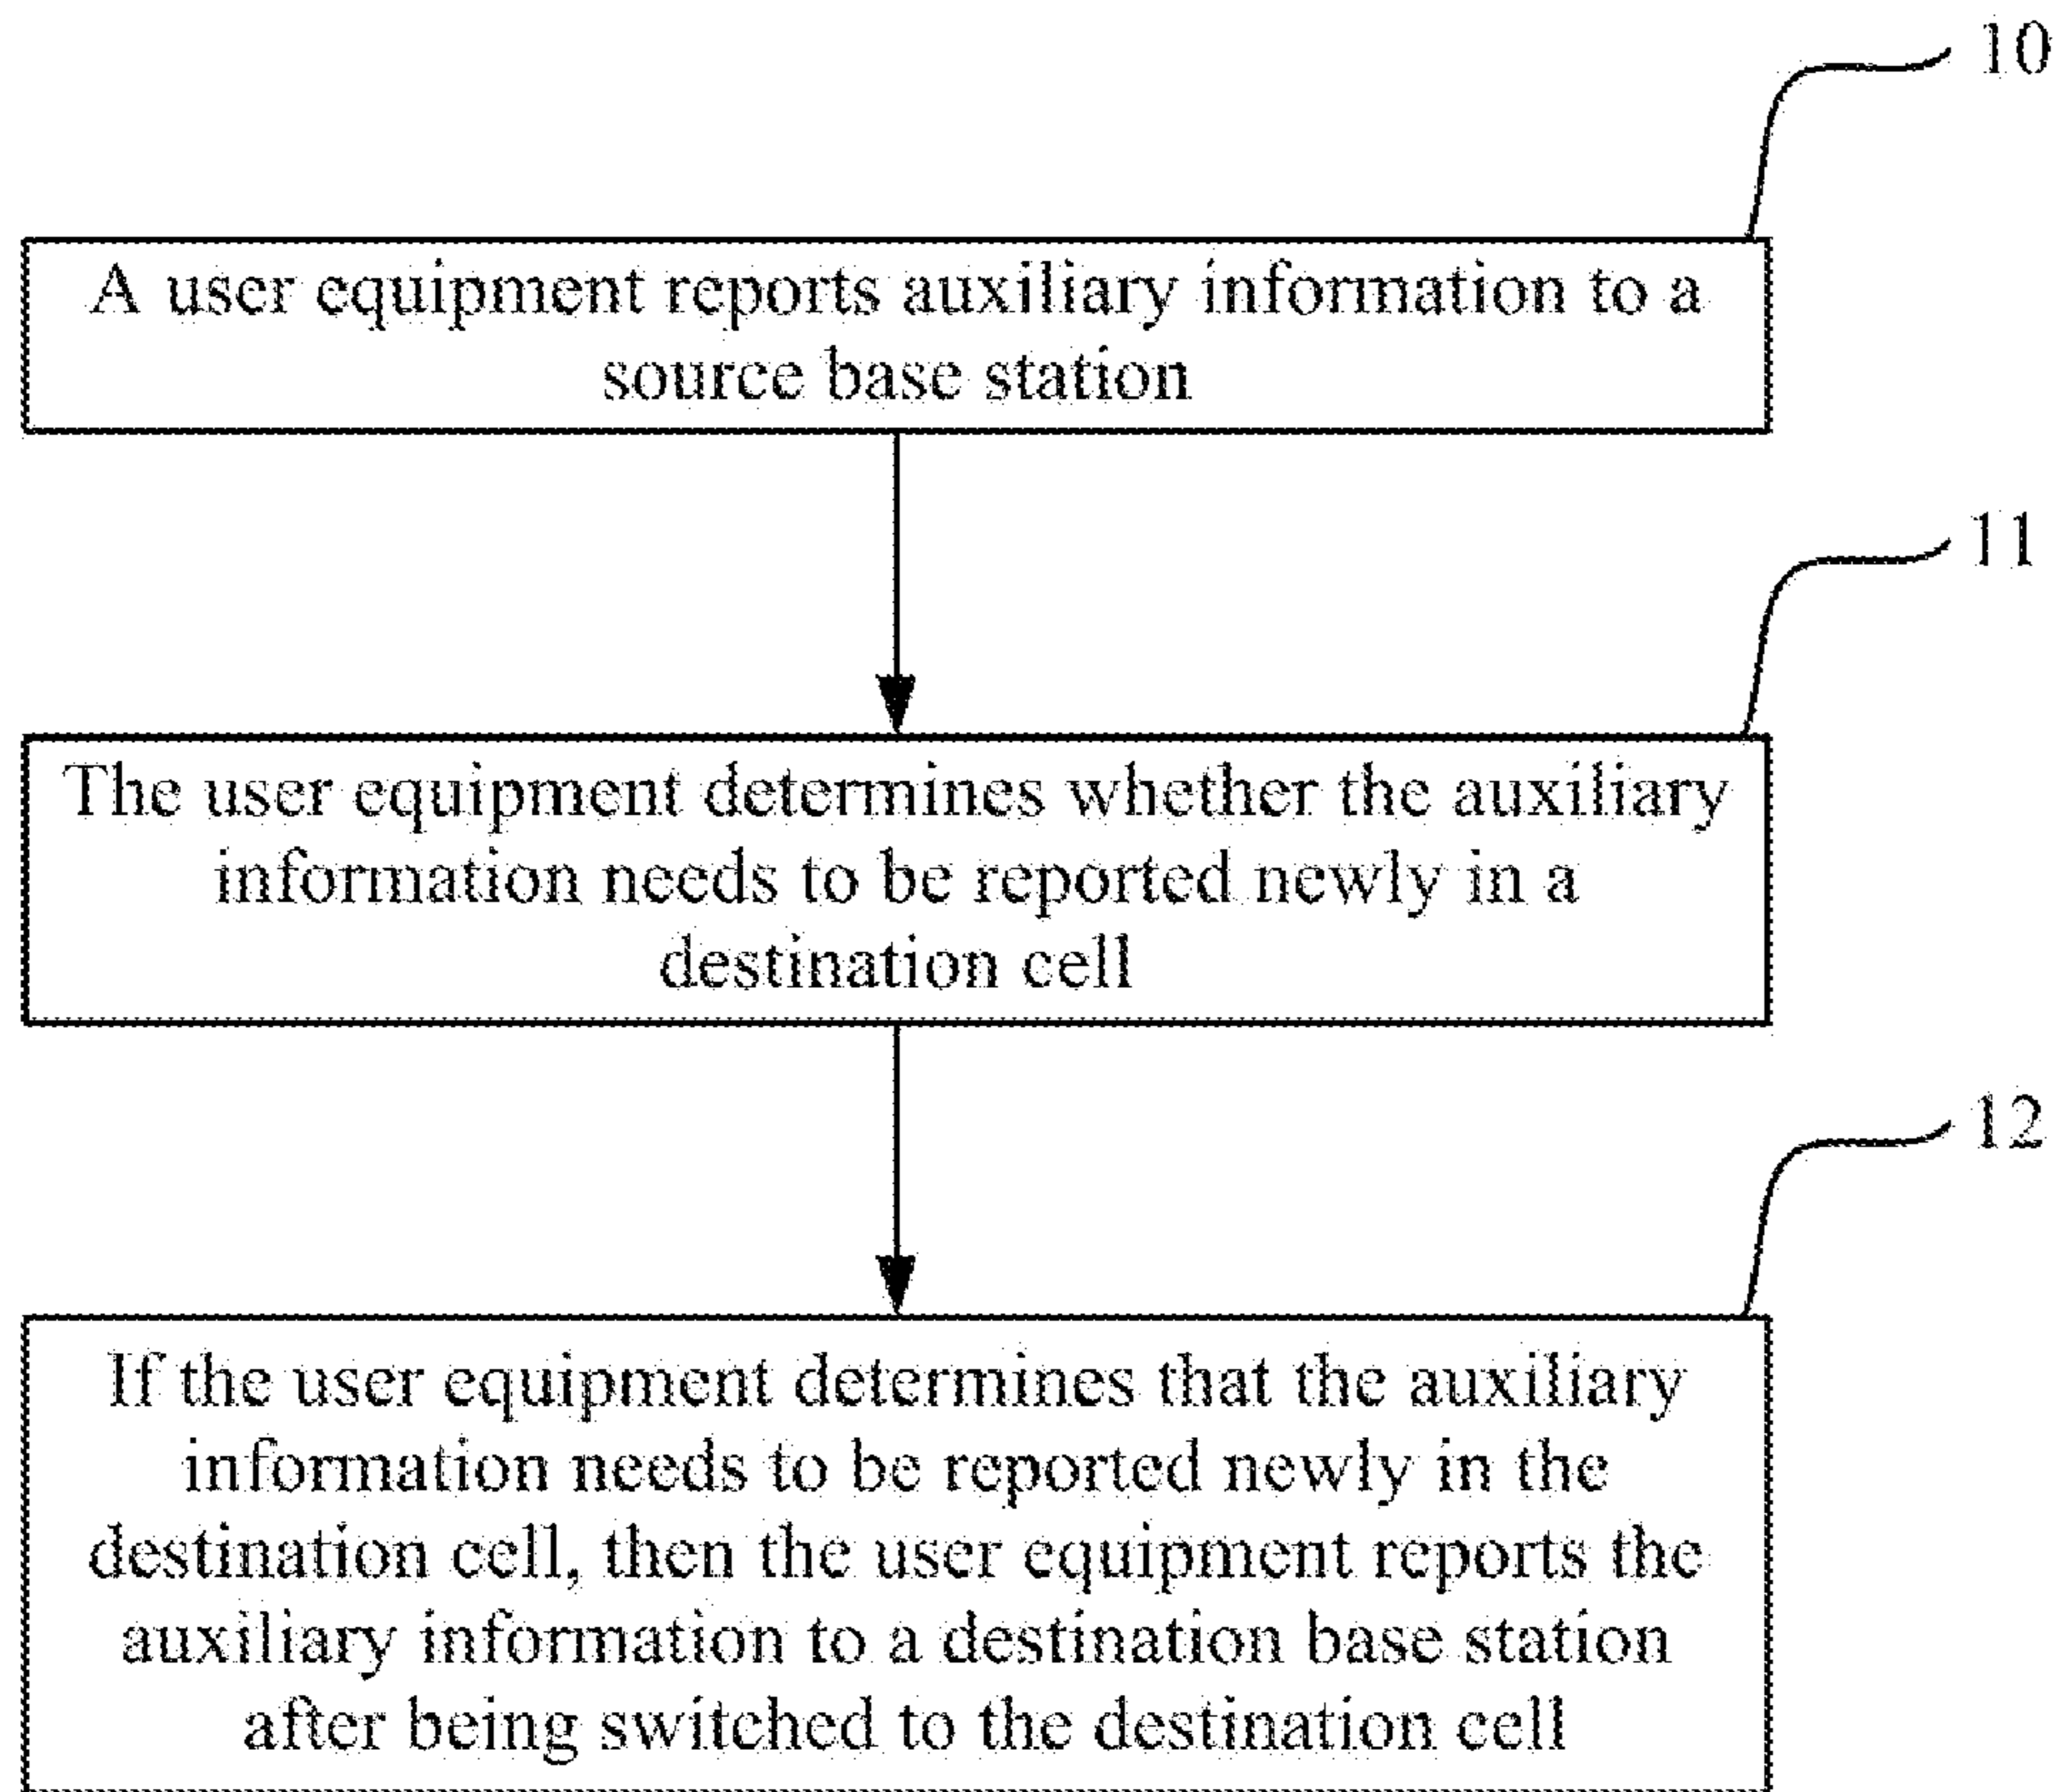 10
A user equipment reports auxiliary information to a
source base station
11
The user equipment determines whether the auxiliary
information needs to be reported newly in a
destination cell
12
If the user equipment determines that the auxiliary
information needs to be reported newly in the
destination cell, then the user equipment reports the
auxiliary information to a destination base station
after being switched to the destination cell